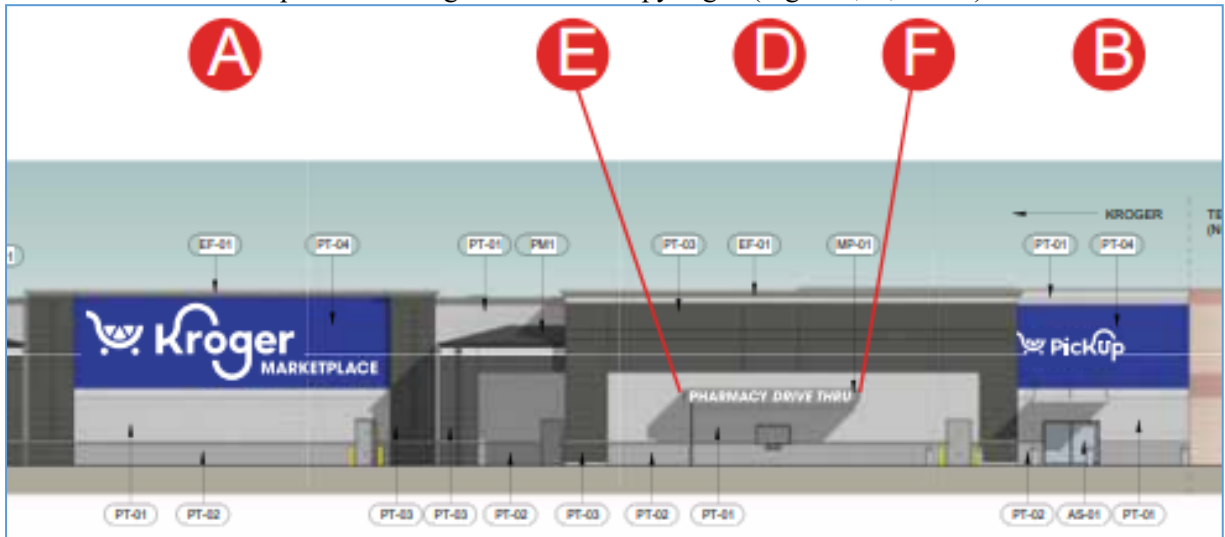 A E D F B
KROGER
EF-01 PT-04 PT-01 PM1 PT-03 EF-01 MP-01 PT-01 PT-04
Kroger
MARKETPLACE
PickUp
PHARMACY DRIVE THRU
PT-01 PT-02 PT-03 PT-03 PT-02 PT-03 PT-02 PT-01 PT-02 AS-01 PT-01